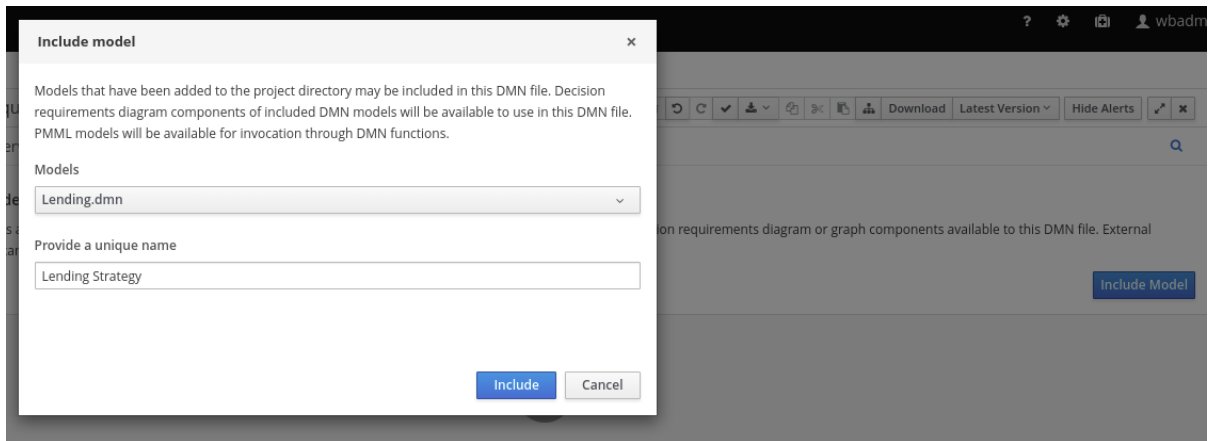 ? wbadm
Include model ×
Models that have been added to the project directory may be included in this DMN file. Decision
requirements diagram components of included DMN models will be available to use in this DMN file.
PMML models will be available for invocation through DMN functions.
Download Latest Version Hide Alerts
Models
Lending.dmn
on requirements diagram or graph components available to this DMN file. External
Provide a unique name
Lending Strategy
Include Model
Include Cancel